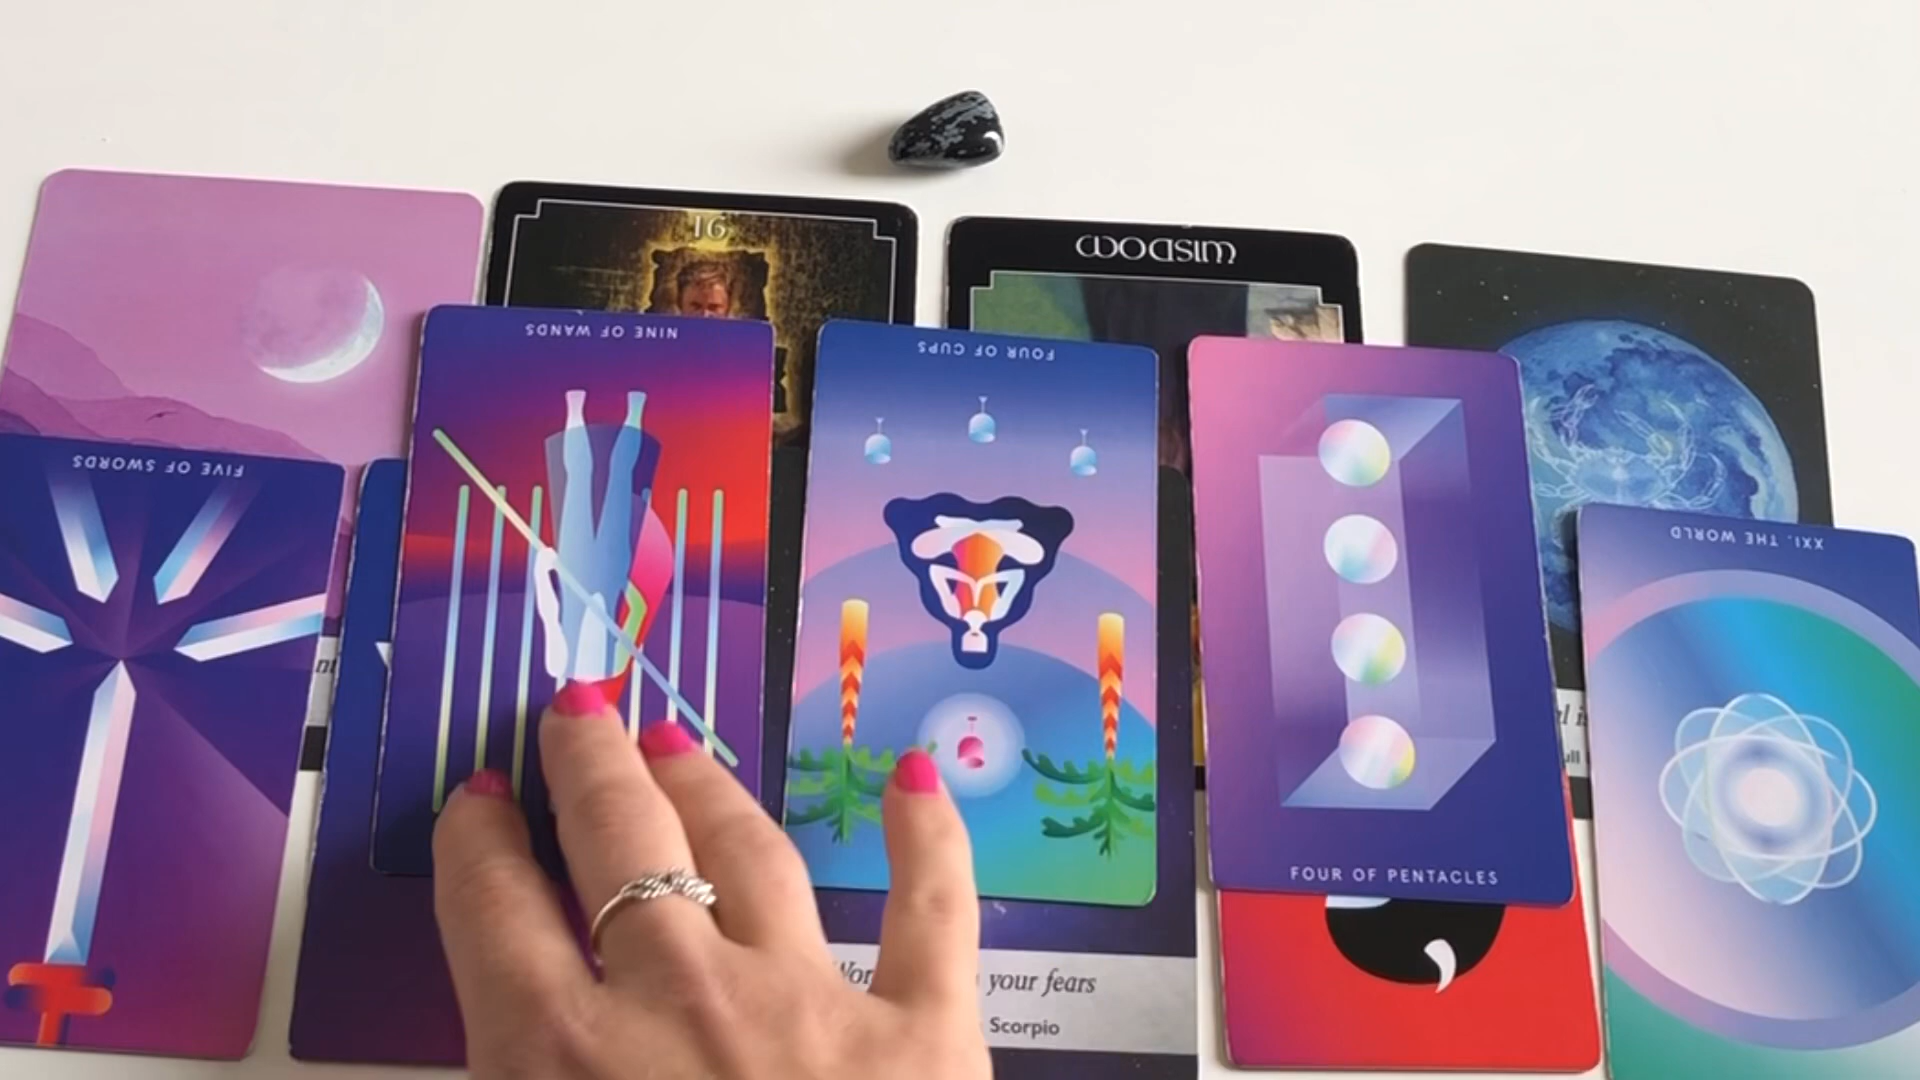 16
WISDOM
NINE OF WANDS
FOUR OF CUPS
FIVE OF SWORDS
XXI. THE WORLD
FOUR OF PENTACLES
your fears
Scorpio